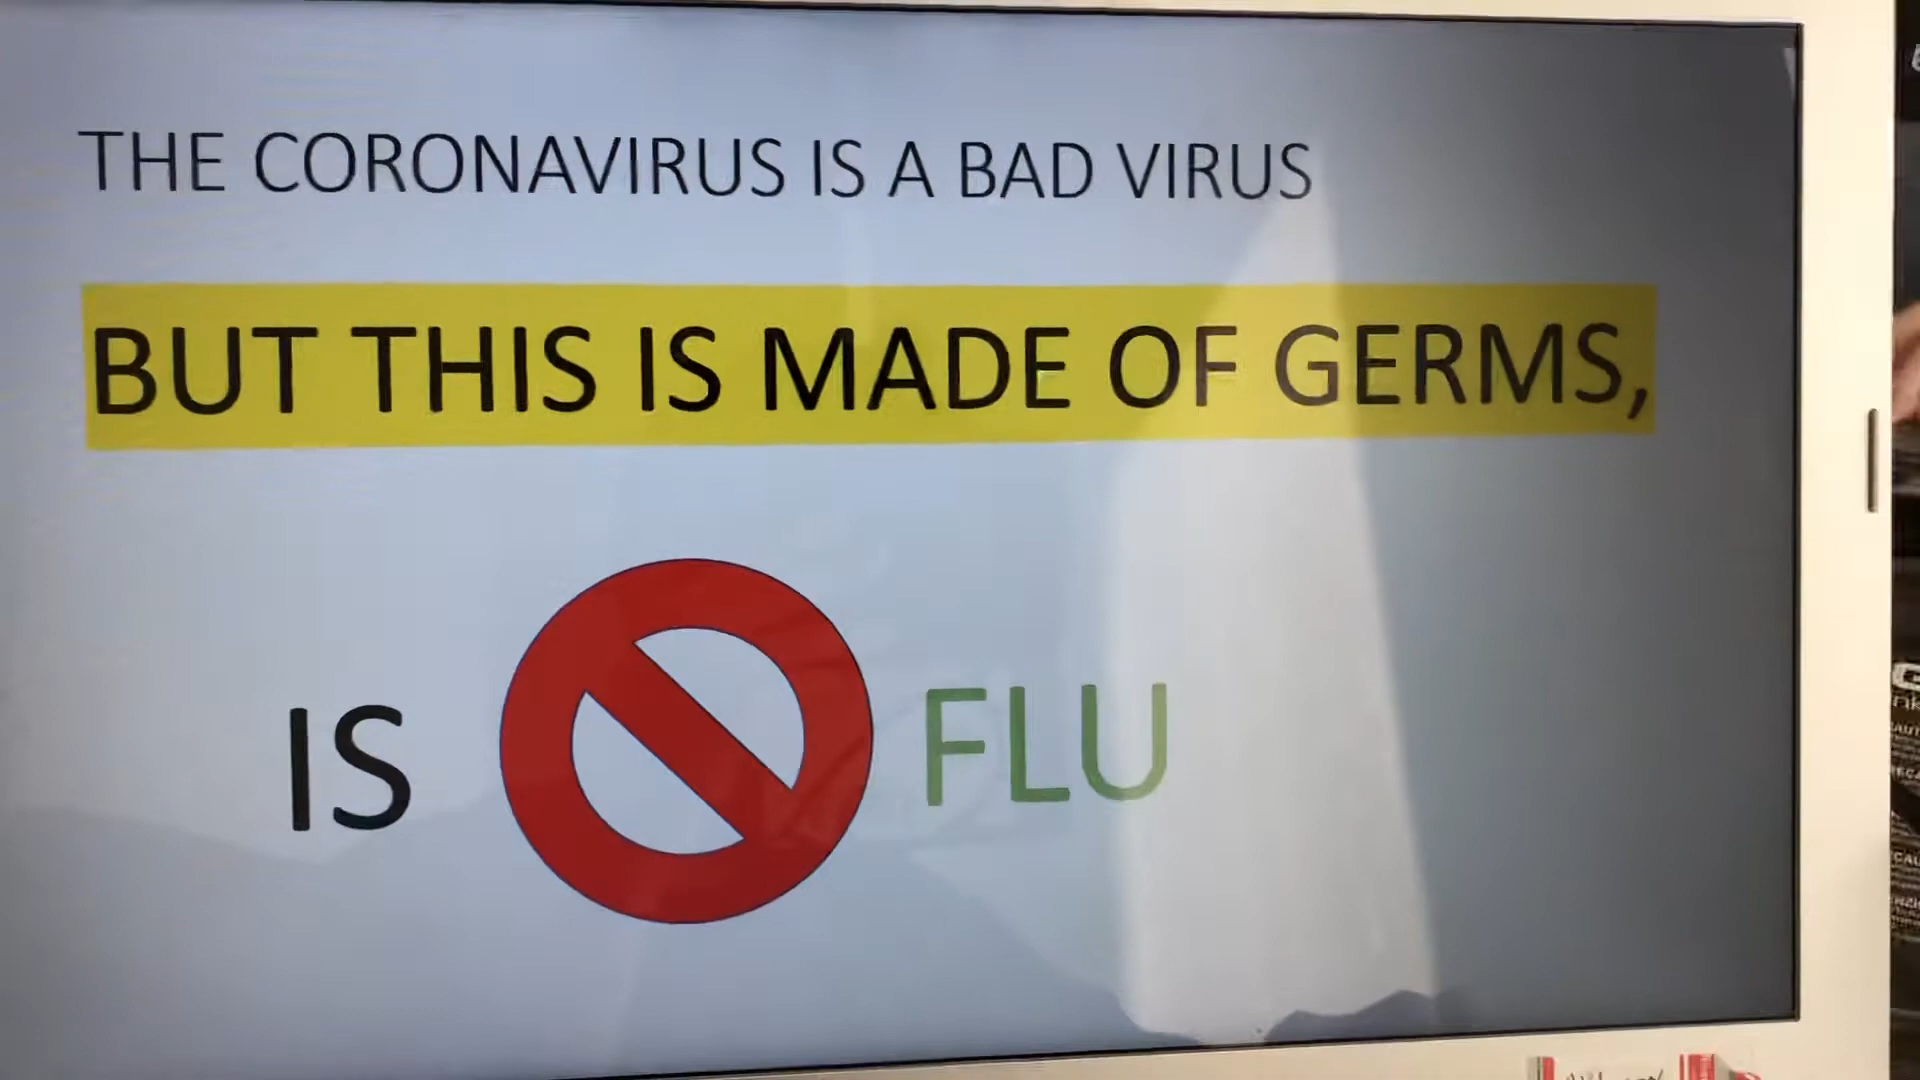 THE CORONAVIRUS IS A BAD VIRUS
BUT THIS IS MADE OF GERMS,
IS FLU